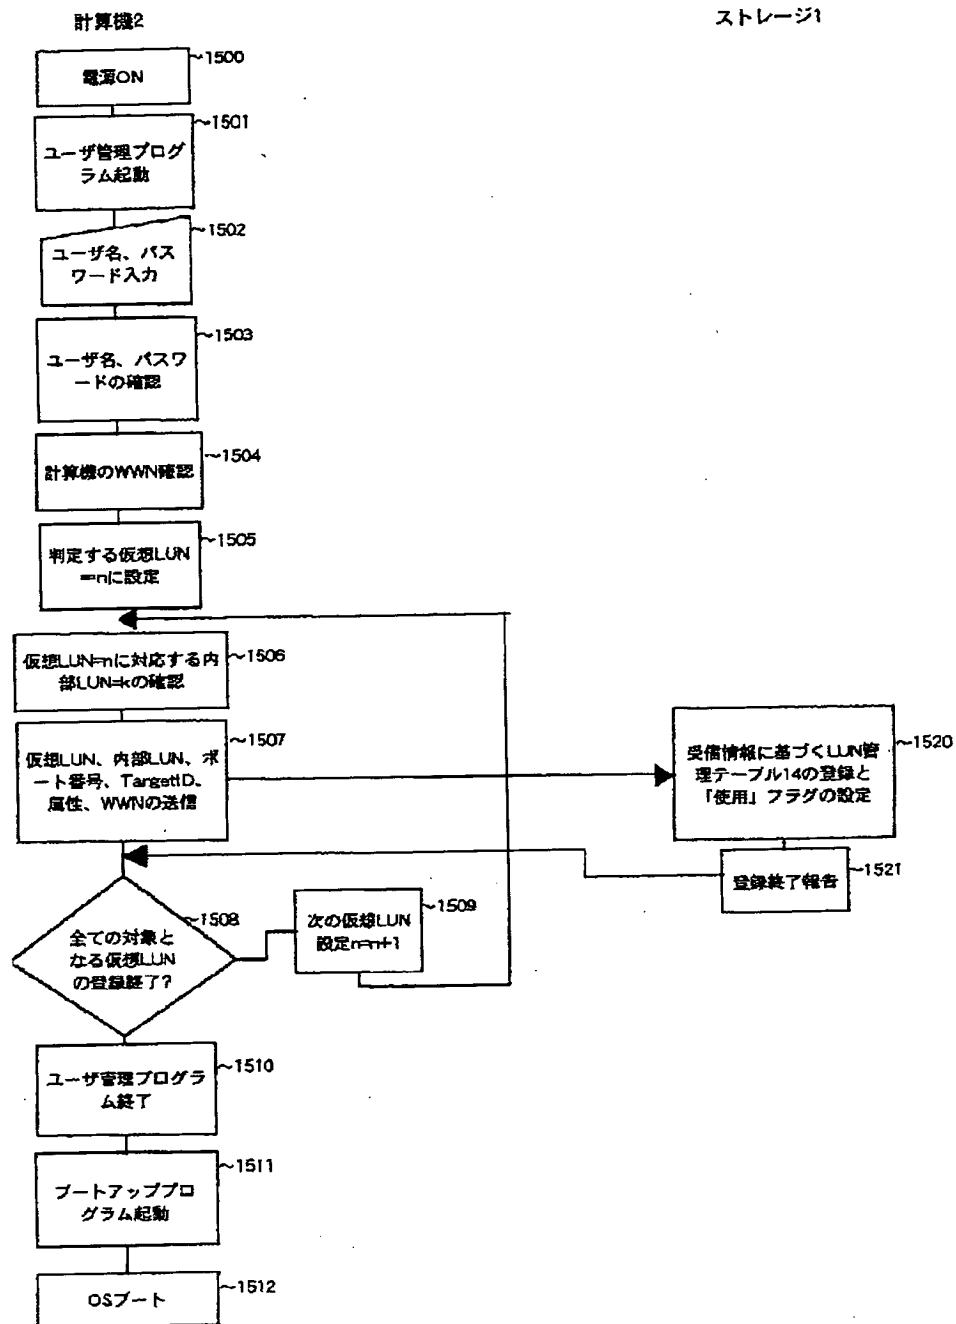 計算機2
ストレージ1
電源ON
~1500
ユーザ管理プログ
ラム起動
~1501
ユーザ名、パス
ワード入力
~1502
ユーザ名、パスワ
ードの確認
~1503
計算機のWWN確認
~1504
判定する仮想LUN
=nに設定
~1505
仮想LUN=nに対応する内
部LUN=kの確認
~1506
仮想LUN、内部LUN、ポ
ート番号、TargetID、
属性、WWNの送信
~1507
受信情報に基づくLUN管
理テーブル14の登録と
「使用」フラグの設定
~1520
登録終了報告
~1521
全ての対象と
なる仮想LUN
の登録終了?
~1508
次の仮想LUN
設定n=n+1
~1509
ユーザ管理プログラ
ム終了
~1510
ブートアッププロ
グラム起動
~1511
OSブート
~1512